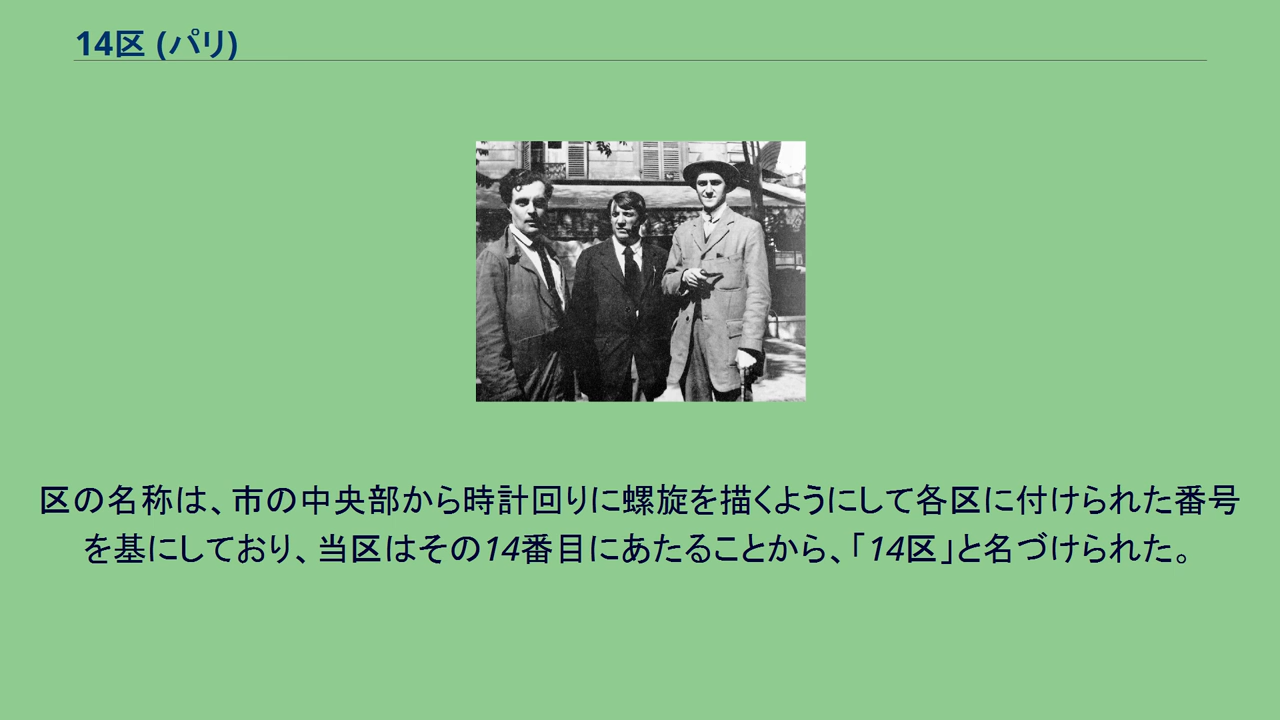 14区 (パリ)
区の名称は、市の中央部から時計回りに螺旋を描くようにして各区に付けられた番号
を基にしており、当区はその14番目にあたることから、「14区」と名づけられた。